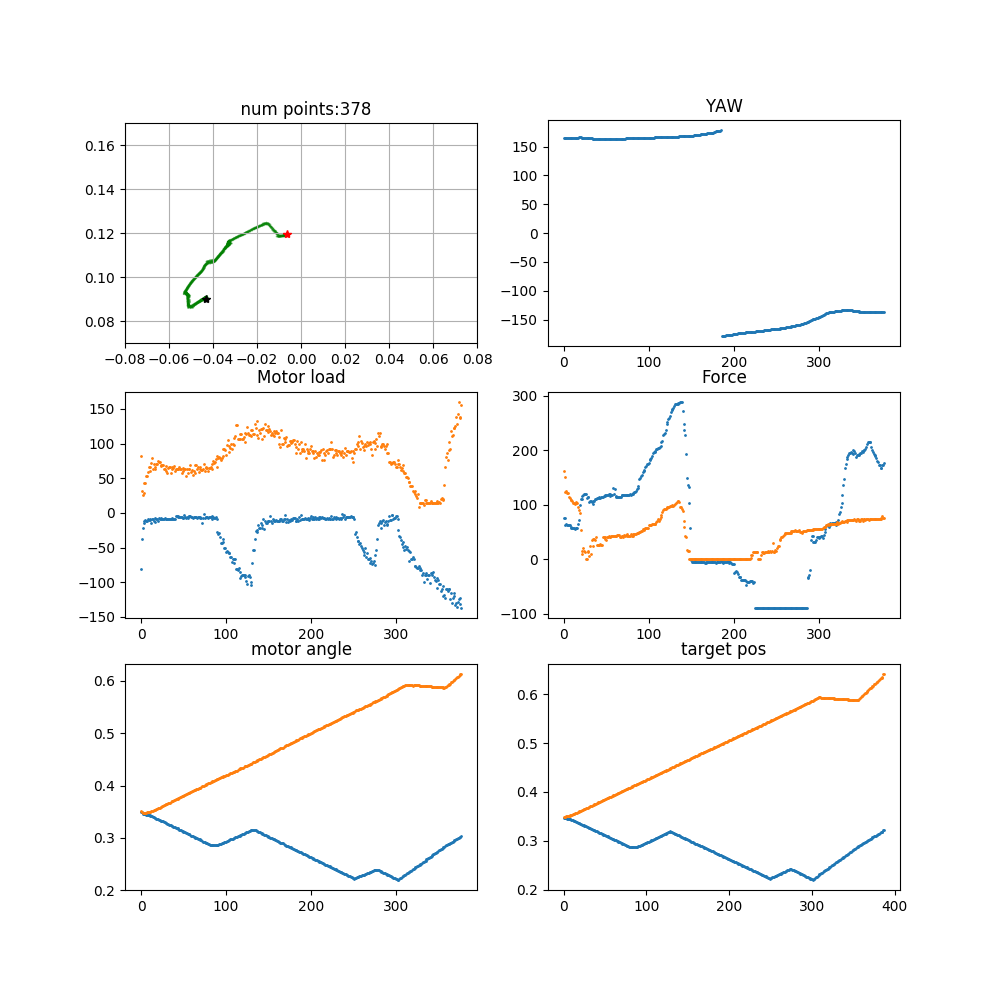 num points:378
YAW
0.16
0.14
0.12
0.10
0.08
−0.08 −0.06 −0.04 −0.02 0.00 0.02 0.04 0.06 0.08
150
100
50
0
−50
−100
−150
0 100 200 300
Motor load
Force
150
100
50
0
−50
−100
−150
0 100 200 300
300
200
100
0
−100
0 100 200 300
motor angle
target pos
0.6
0.5
0.4
0.3
0.2
0 100 200 300
0.6
0.5
0.4
0.3
0.2
0 100 200 300 400